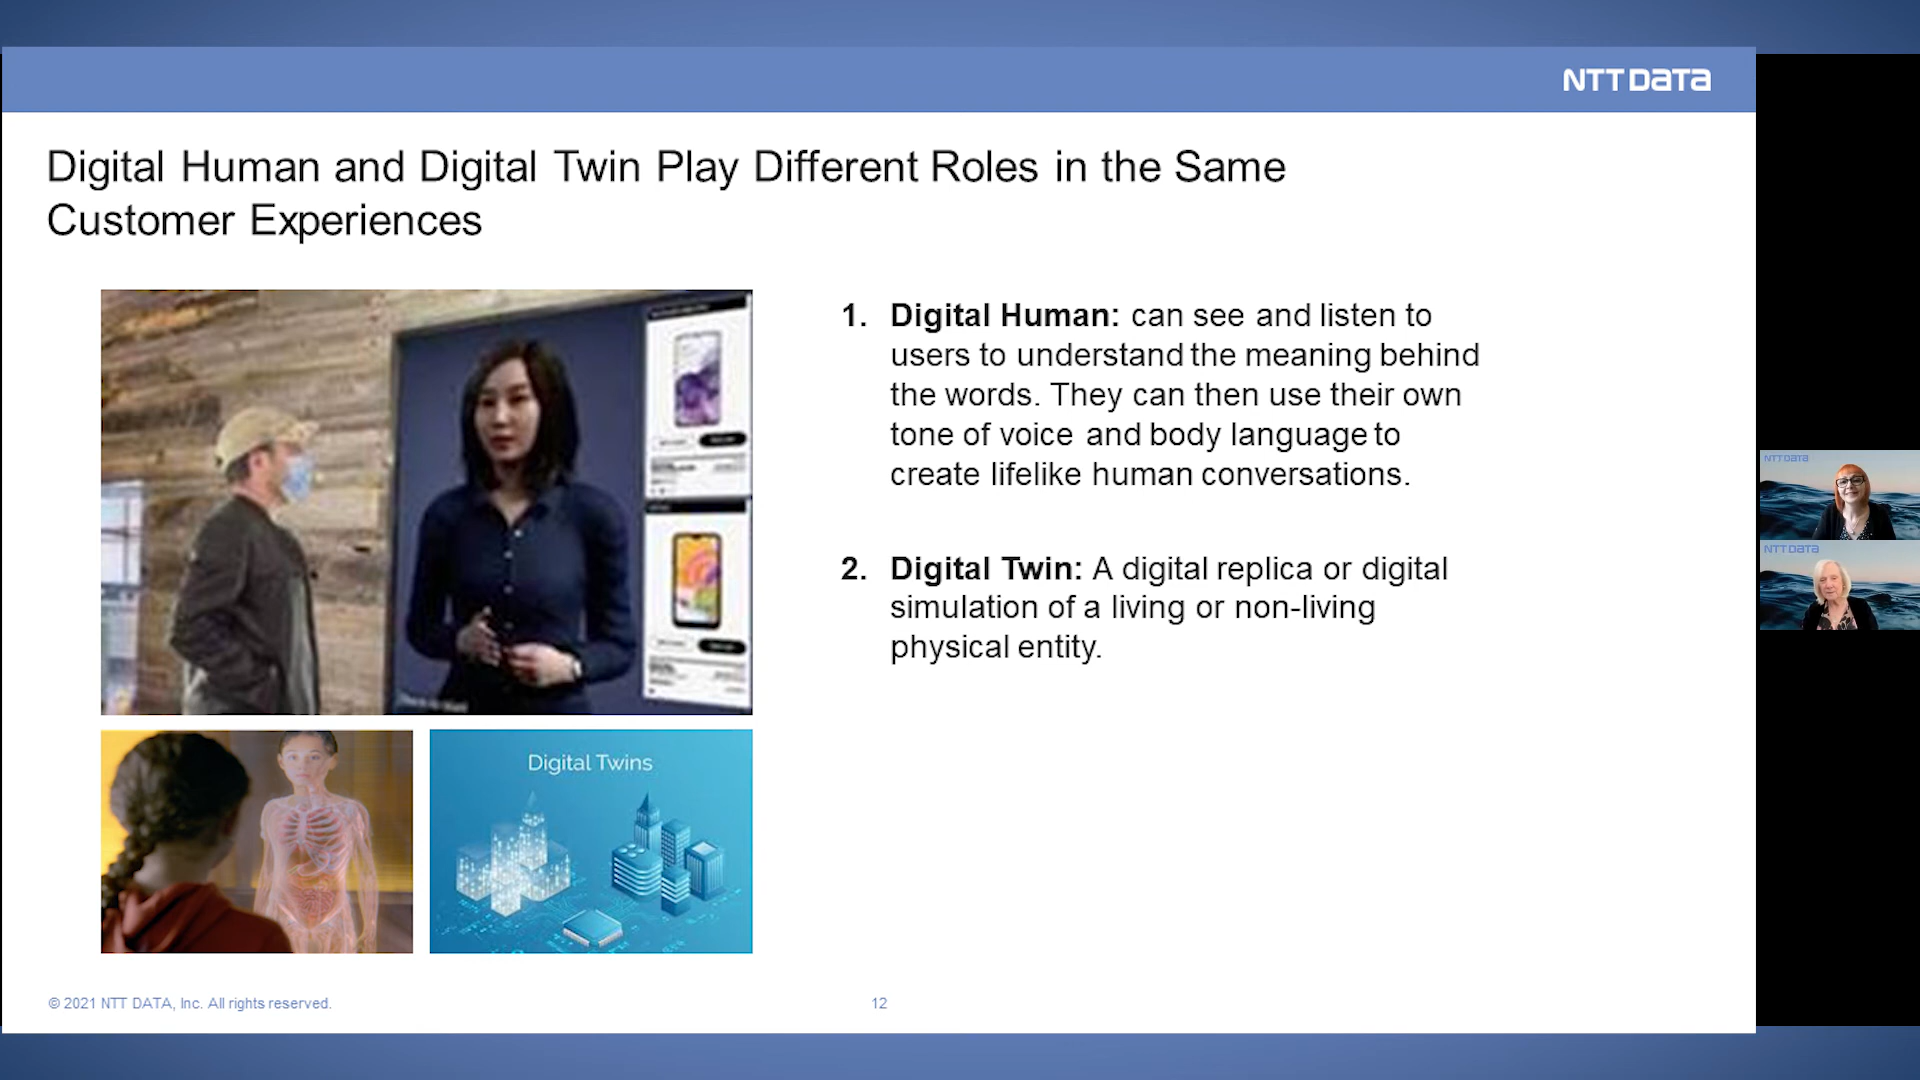 NTT DATA
Digital Human and Digital Twin Play Different Roles in the Same
Customer Experiences
1. Digital Human: can see and listen to
users to understand the meaning behind
the words. They can then use their own
tone of voice and body language to
create lifelike human conversations.
2. Digital Twin: A digital replica or digital
simulation of a living or non-living
physical entity.
Digital Twins
© 2021 NTT DATA, Inc. All rights reserved.
12
NTT DATA
NTT DATA